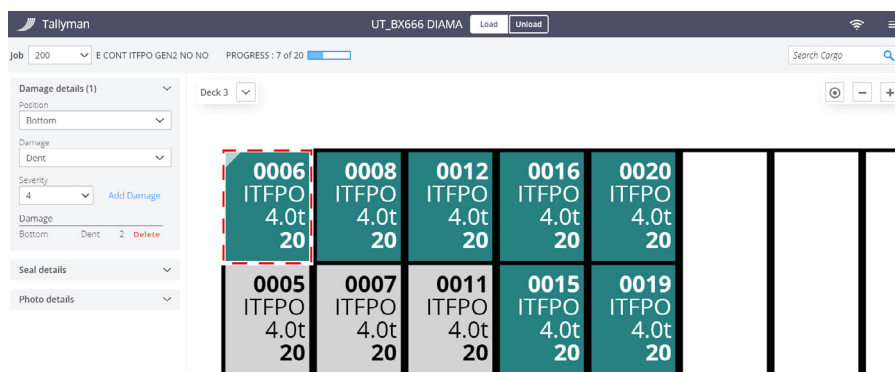 Tallyman UT_BX666 DIAMA Load Unload
Job 200 E CONT ITFPO GEN2 NO NO PROGRESS : 7 of 20 Search Cargo
Damage details (1)
Position
Bottom
Damage
Dent
Severity
4 Add Damage
Damage
Bottom Dent 2 Delete
Seal details
Photo details
Deck 3
0006 0008 0012 0016 0020
ITFPO ITFPO ITFPO ITFPO ITFPO
4.0t 4.0t 4.0t 4.0t 4.0t
20 20 20 20 20
0005 0007 0011 0015 0019
ITFPO ITFPO ITFPO ITFPO ITFPO
4.0t 4.0t 4.0t 4.0t 4.0t
20 20 20 20 20